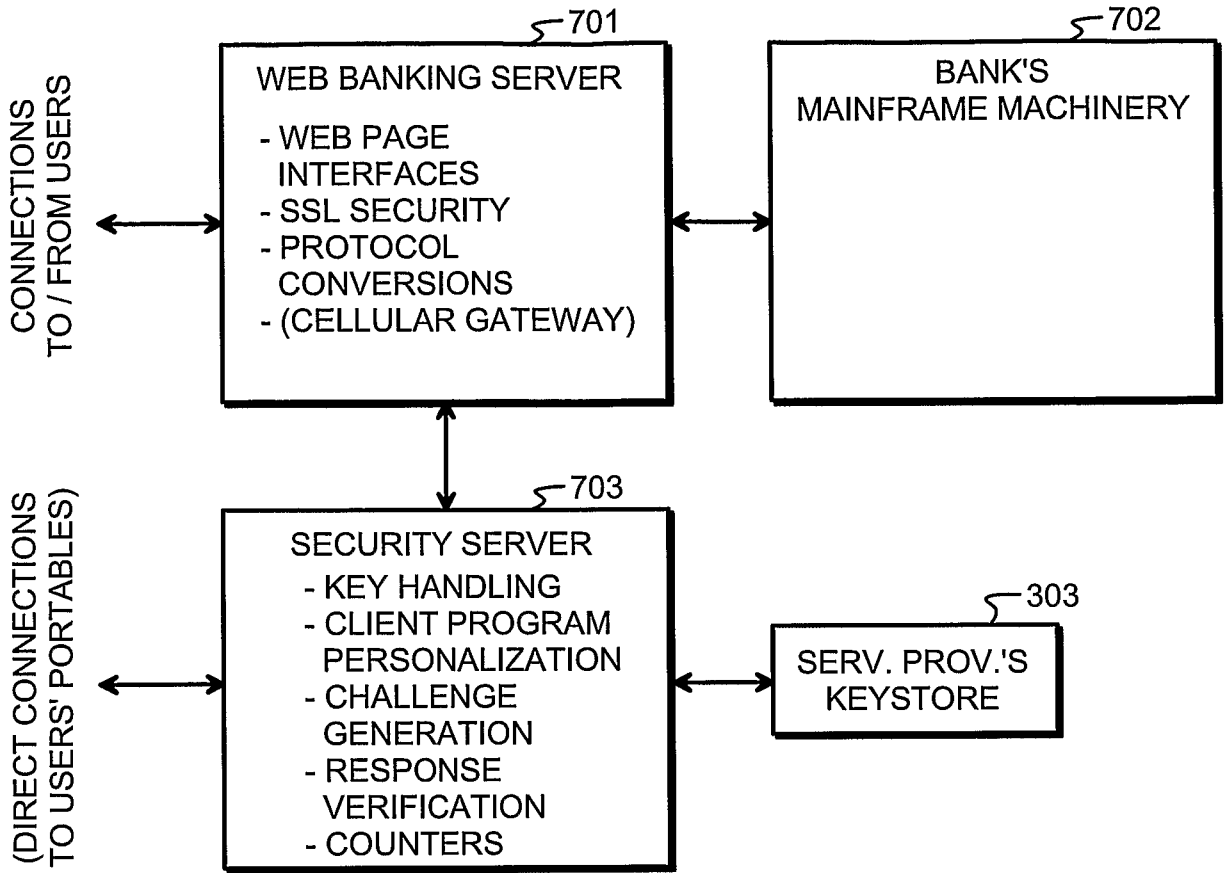 701
WEB BANKING SERVER
- WEB PAGE
INTERFACES
- SSL SECURITY
- PROTOCOL
CONVERSIONS
- (CELLULAR GATEWAY)
702
BANK'S
MAINFRAME MACHINERY
CONNECTIONS
TO / FROM USERS
703
SECURITY SERVER
- KEY HANDLING
- CLIENT PROGRAM
PERSONALIZATION
- CHALLENGE
GENERATION
- RESPONSE
VERIFICATION
- COUNTERS
303
SERV. PROV.'S
KEYSTORE
(DIRECT CONNECTIONS
TO USERS' PORTABLES)